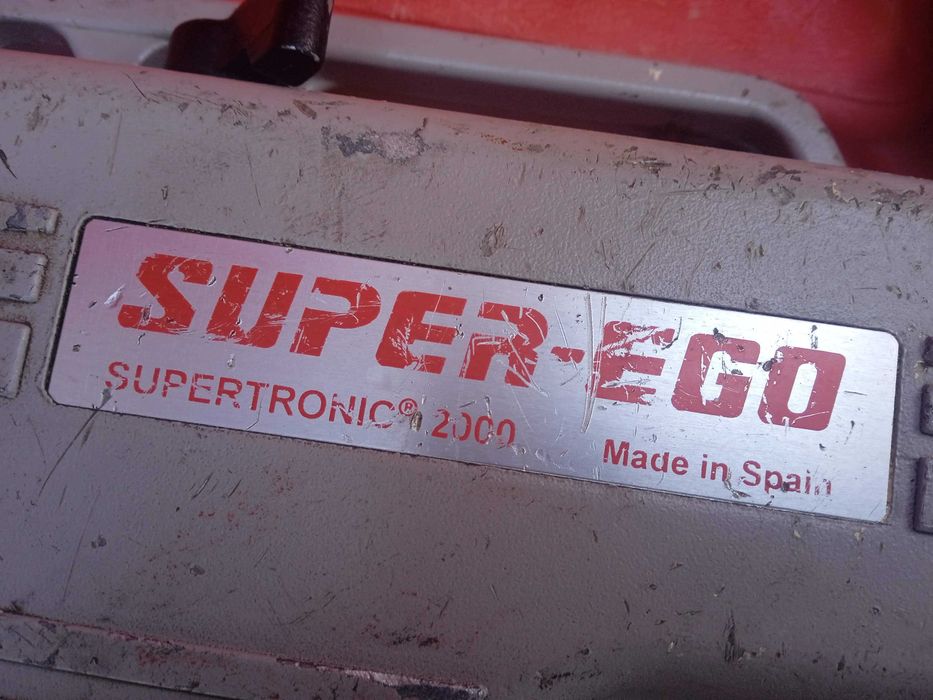 SUPER-EGO
SUPERTRONIC® 2000
Made in Spain